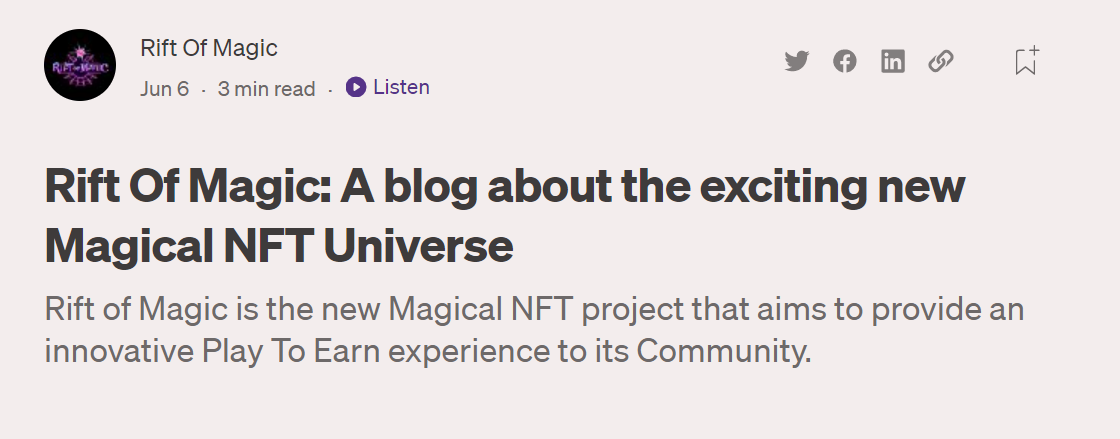 Rift Of Magic
Jun 6 · 3 min read · Listen
Rift Of Magic: A blog about the exciting new
Magical NFT Universe
Rift of Magic is the new Magical NFT project that aims to provide an
innovative Play To Earn experience to its Community.